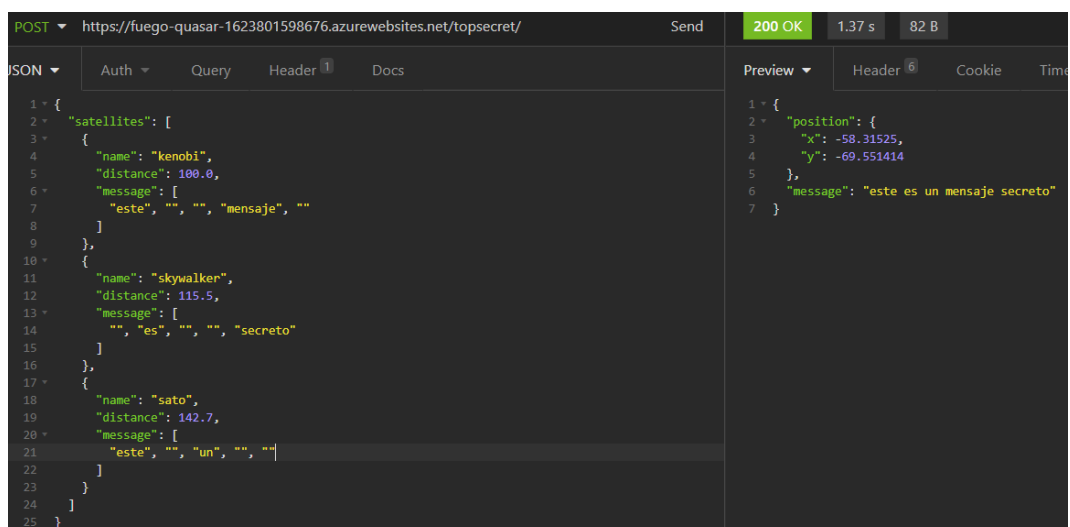 POST https://fuego-quasar-1623801598676.azurewebsites.net/topsecret/ Send
JSON Auth Query Header 1 Docs
1 {
2 "satellites": [
3 {
4 "name": "kenobi",
5 "distance": 100.0,
6 "message": [
7 "este", "", "", "mensaje", ""
8 ]
9 },
10 {
11 "name": "skywalker",
12 "distance": 115.5,
13 "message": [
14 "", "es", "", "", "secreto"
15 ]
16 },
17 {
18 "name": "sato",
19 "distance": 142.7,
20 "message": [
21 "este", "", "un", "", ""
22 ]
23 }
24 ]
25 }
200 OK 1.37 s 82 B
Preview Header 6 Cookie Time
1 {
2 "position": {
3 "x": -58.31525,
4 "y": -69.551414
5 },
6 "message": "este es un mensaje secreto"
7 }